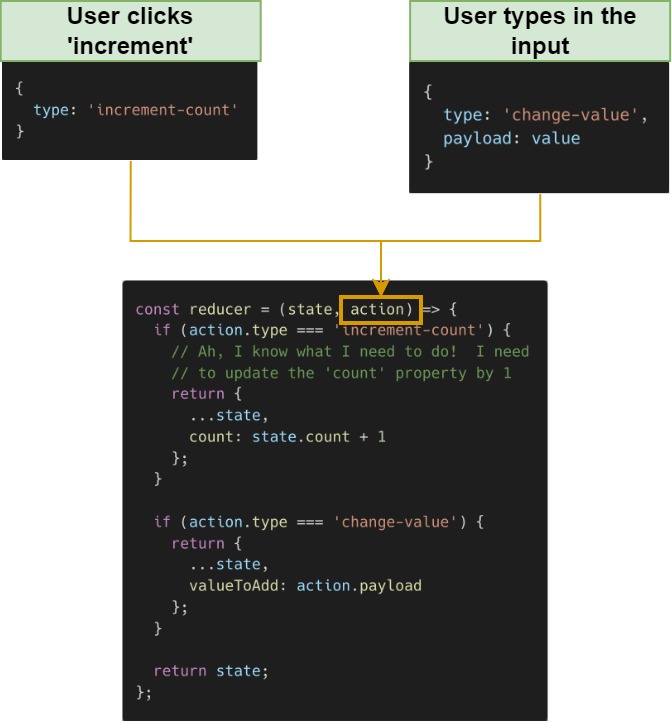 User clicks
'increment'
{
  type: 'increment-count'
}
User types in the
input
{
  type: 'change-value',
  payload: value
}
const reducer = (state, action) => {
  if (action.type === 'increment-count') {
    // Ah, I know what I need to do!  I need
    // to update the 'count' property by 1
    return {
      ...state,
      count: state.count + 1
    };
  }

  if (action.type === 'change-value') {
    return {
      ...state,
      valueToAdd: action.payload
    };
  }

  return state;
};